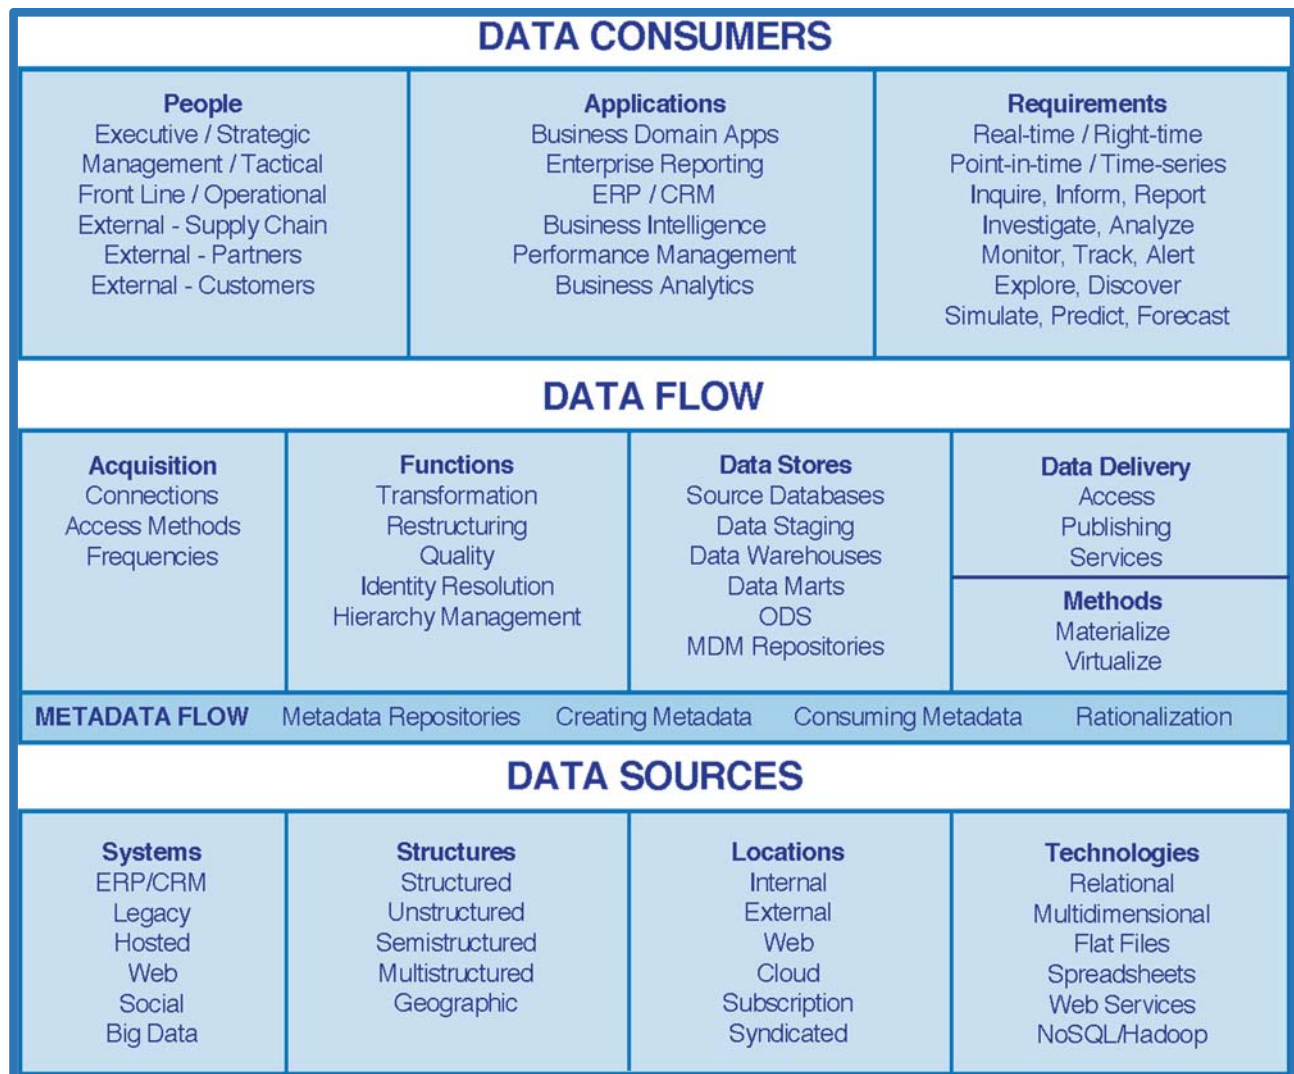 DATA CONSUMERS
People
Executive / Strategic
Management / Tactical
Front Line / Operational
External - Supply Chain
External - Partners
External - Customers
Applications
Business Domain Apps
Enterprise Reporting
ERP / CRM
Business Intelligence
Performance Management
Business Analytics
Requirements
Real-time / Right-time
Point-in-time / Time-series
Inquire, Inform, Report
Investigate, Analyze
Monitor, Track, Alert
Explore, Discover
Simulate, Predict, Forecast
DATA FLOW
Acquisition
Connections
Access Methods
Frequencies
Functions
Transformation
Restructuring
Quality
Identity Resolution
Hierarchy Management
Data Stores
Source Databases
Data Staging
Data Warehouses
Data Marts
ODS
MDM Repositories
Data Delivery
Access
Publishing
Services
Methods
Materialize
Virtualize
METADATA FLOW Metadata Repositories Creating Metadata Consuming Metadata Rationalization
DATA SOURCES
Systems
ERP/CRM
Legacy
Hosted
Web
Social
Big Data
Structures
Structured
Unstructured
Semistructured
Multistructured
Geographic
Locations
Internal
External
Web
Cloud
Subscription
Syndicated
Technologies
Relational
Multidimensional
Flat Files
Spreadsheets
Web Services
NoSQL/Hadoop